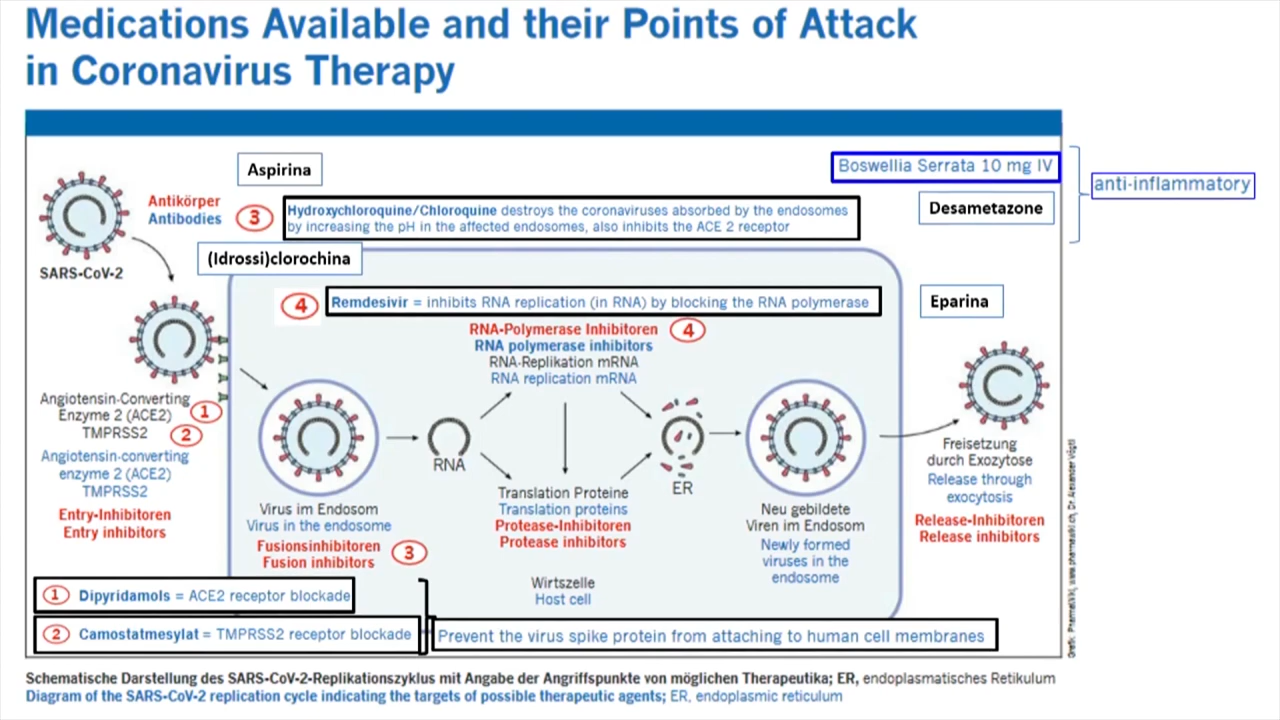 Medications Available and their Points of Attack
in Coronavirus Therapy
Aspirina
Boswellia Serrata 10 mg IV
anti-inflammatory
Desametazone
Antikörper
Antibodies
3
Hydroxychloroquine/Chloroquine destroys the coronaviruses absorbed by the endosomes
by increasing the pH in the affected endosomes, also inhibits the ACE 2 receptor
SARS-CoV-2
(Idrossi)clorochina
4
Remdesivir = inhibits RNA replication (in RNA) by blocking the RNA polymerase
Eparina
RNA-Polymerase Inhibitoren
4
RNA polymerase inhibitors
RNA-Replikation mRNA
RNA replication mRNA
Angiotensin-Converting
Enzyme 2 (ACE2)
1
TMPRSS2
2
Angiotensin-converting
enzyme 2 (ACE2)
TMPRSS2
Entry-Inhibitoren
Entry inhibitors
Virus im Endosom
Virus in the endosome
Fusionsinhibitoren
Fusion inhibitors
3
RNA
Translation Proteine
Translation proteins
Protease-Inhibitoren
Protease inhibitors
ER
Wirtszelle
Host cell
Neu gebildete
Viren im Endosom
Newly formed
viruses in the
endosome
Freisetzung
durch Exozytose
Release through
exocytosis
Release-Inhibitoren
Release inhibitors
1 Dipyridamols = ACE2 receptor blockade
2 Camostatmesylat = TMPRSS2 receptor blockade
Prevent the virus spike protein from attaching to human cell membranes
Grafik: PharmaWiki, www.pharmawiki.ch, Dr. Alexander Vögtli
Schematische Darstellung des SARS-CoV-2-Replikationszyklus mit Angabe der Angriffspunkte von möglichen Therapeutika; ER, endoplasmatisches Retikulum
Diagram of the SARS-CoV-2 replication cycle indicating the targets of possible therapeutic agents; ER, endoplasmic reticulum